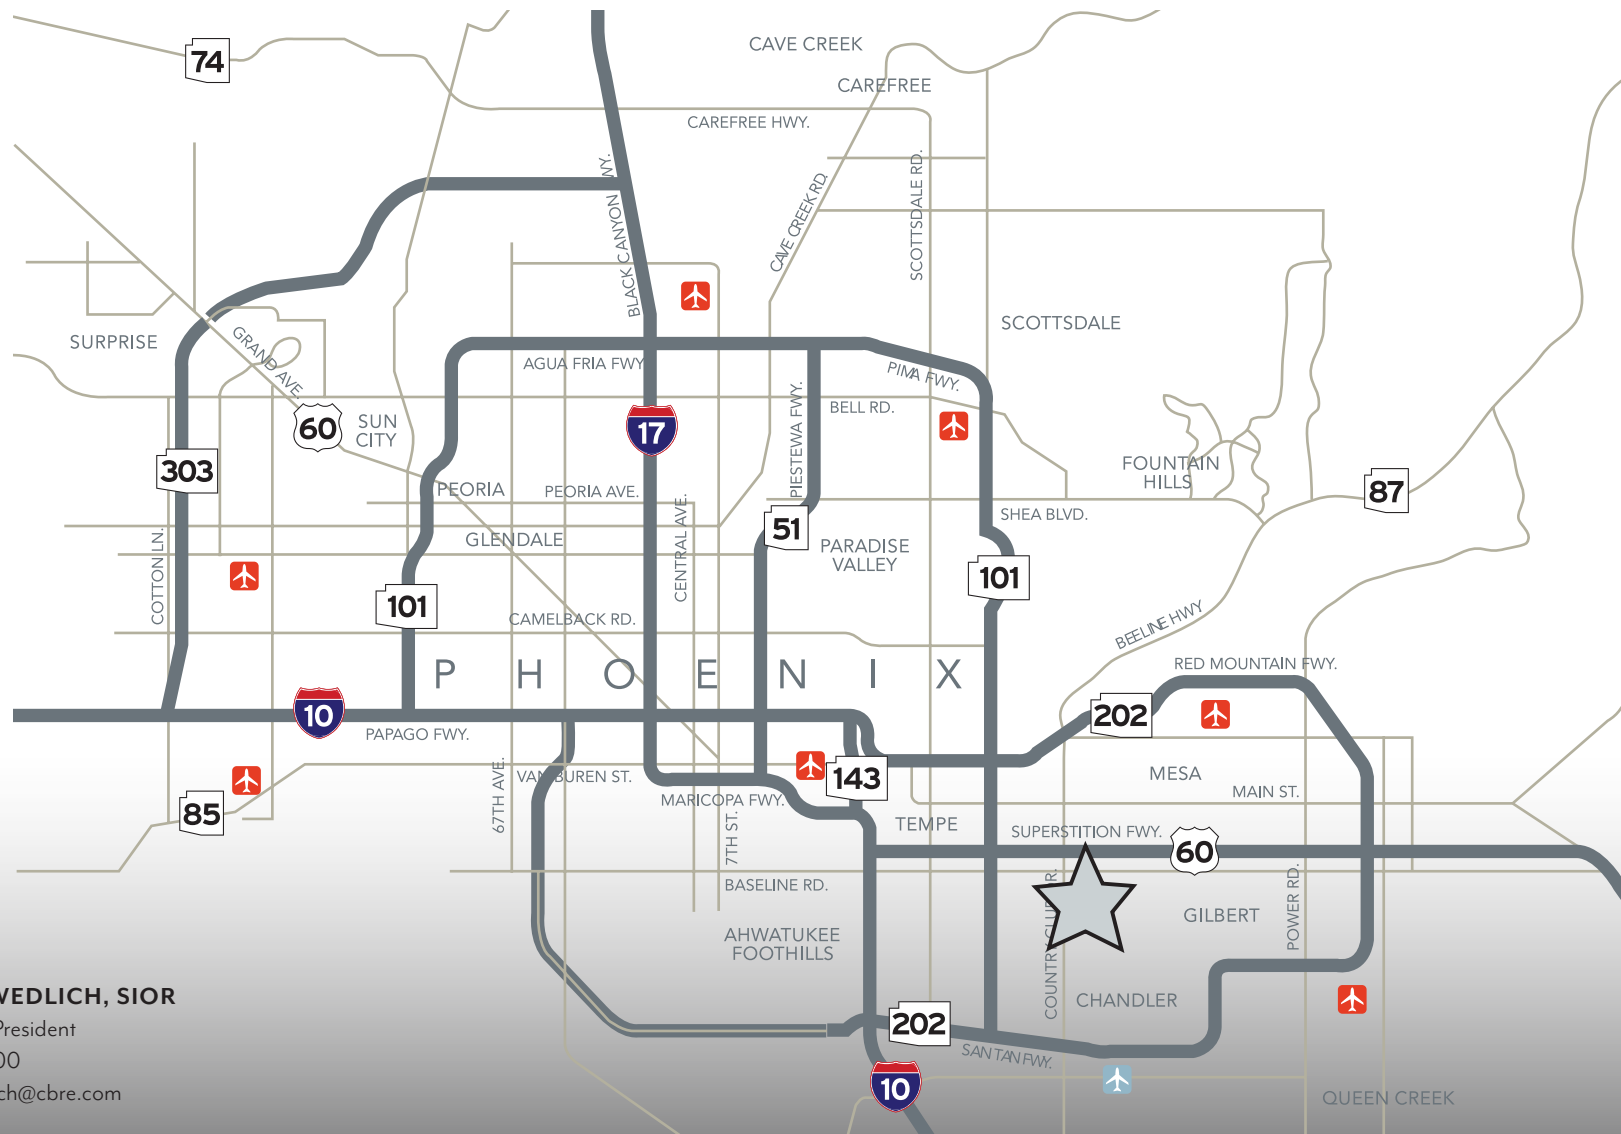 CAVE CREEK
74
CAREFREE
CAREFREE HWY.
SCOTTSDALE RD.
CAVE CREEK RD.
BLACK CANYON
SURPRISE
GRAND AVE.
SCOTTSDALE
AGUA FRIA FWY.
PIMA FWY.
PIESTEWA FWY.
BELL RD.
60
SUN
CITY
17
303
FOUNTAIN
HILLS
87
PEORIA
PEORIA AVE.
CENTRAL AVE.
51
SHEA BLVD.
COTTON LN.
GLENDALE
PARADISE
VALLEY
101
101
CAMELBACK RD.
BEELINE HWY
PHOENIX
RED MOUNTAIN FWY.
10
202
PAPAGO FWY.
67TH AVE.
VAN BUREN ST.
143
MESA
MAIN ST.
85
MARICOPA FWY.
7TH ST.
TEMPE
SUPERSTITION FWY.
60
BASELINE RD.
POWER RD.
GILBERT
AHWATUKEE
FOOTHILLS
COUNTRY
CHANDLER
202
SANTAN FWY.
10
QUEEN CREEK
WEDLICH, SIOR
President
00
ch@cbre.com